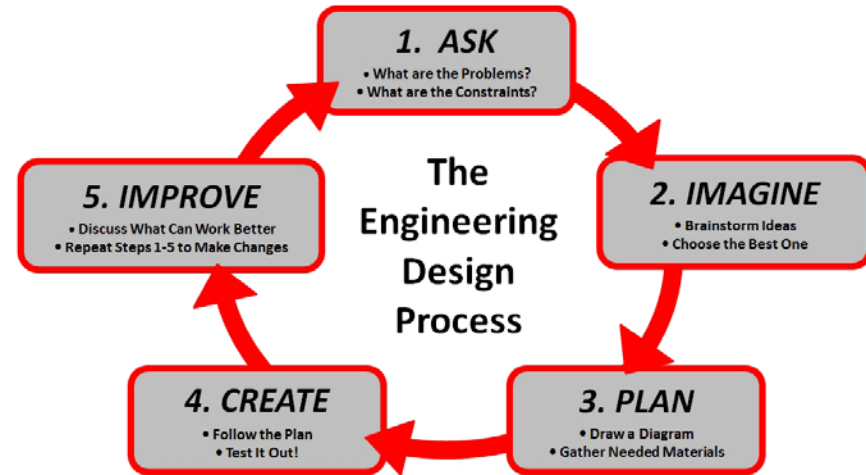 1. ASK
• What are the Problems?
• What are the Constraints?
The
Engineering
Design
Process
2. IMAGINE
• Brainstorm Ideas
• Choose the Best One
3. PLAN
• Draw a Diagram
• Gather Needed Materials
4. CREATE
• Follow the Plan
• Test It Out!
5. IMPROVE
• Discuss What Can Work Better
• Repeat Steps 1-5 to Make Changes